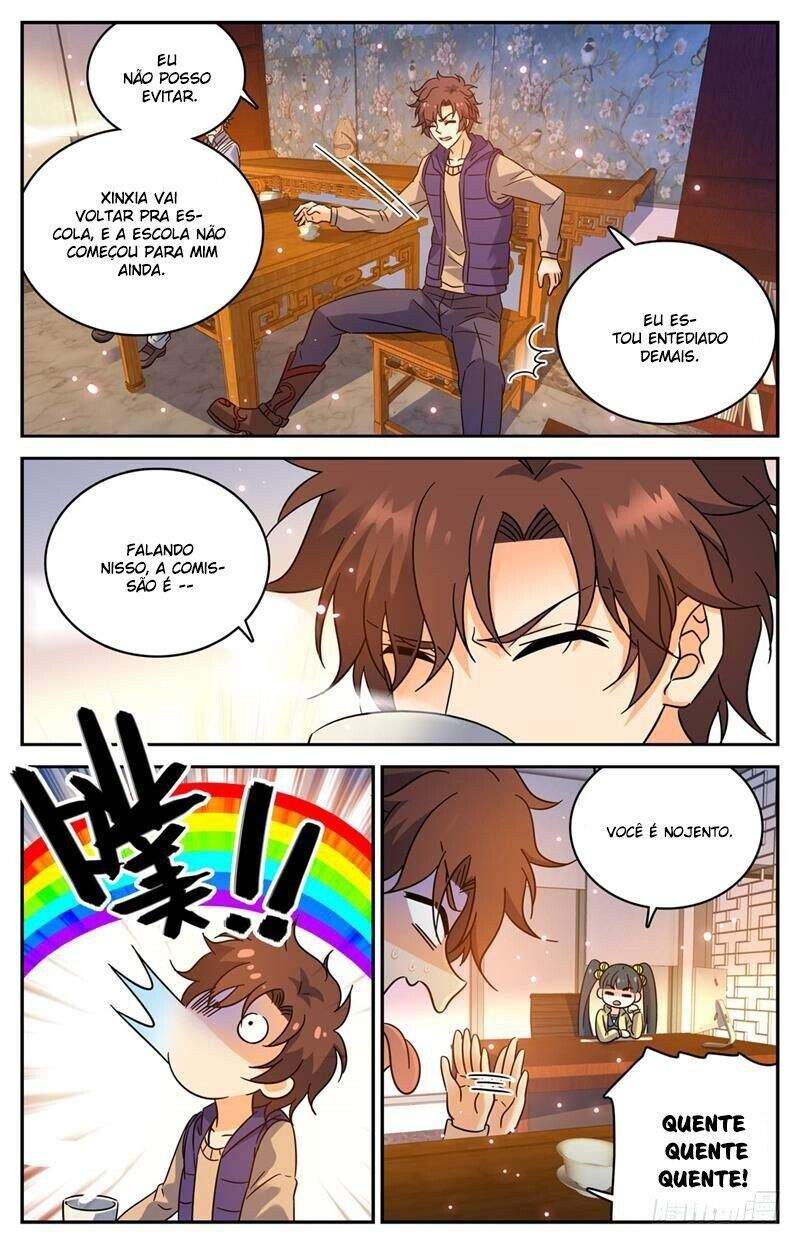 EU
NÃO POSSO
EVITAR.
XINXIA VAI
VOLTAR PRA ES-
COLA, E A ESCOLA NÃO
COMEÇOU PARA MIM
AINDA.
EU ES-
TOU ENTEDIADO
DEMAIS.
FALANDO
NISSO, A COMIS-
SÃO É --
噗!!
VOCÊ É NOJENTO.
QUENTE
QUENTE
QUENTE!